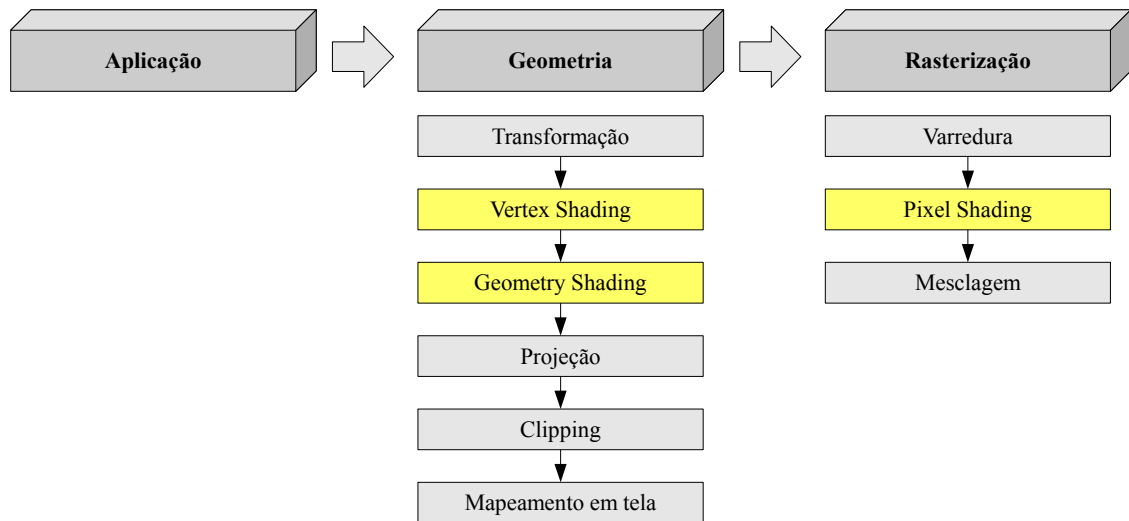 Aplicação
Geometria
Rasterização
Transformação
Vertex Shading
Geometry Shading
Projeção
Clipping
Mapeamento em tela
Varredura
Pixel Shading
Mesclagem